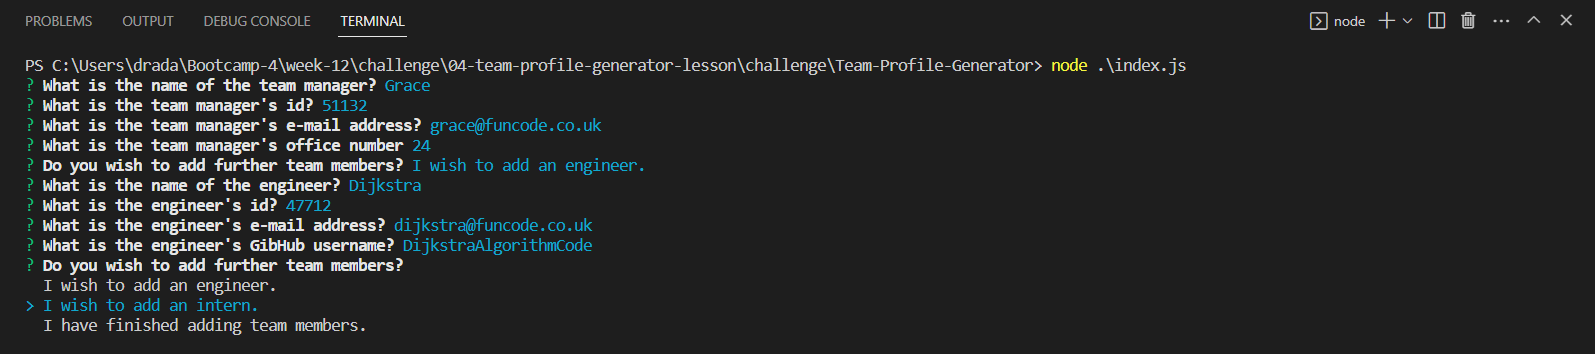 PROBLEMS OUTPUT DEBUG CONSOLE TERMINAL node
PS C:\Users\drada\Bootcamp-4\week-12\challenge\04-team-profile-generator-lesson\challenge\Team-Profile-Generator> node .\index.js
? What is the name of the team manager? Grace
? What is the team manager's id? 51132
? What is the team manager's e-mail address? grace@funcode.co.uk
? What is the team manager's office number 24
? Do you wish to add further team members? I wish to add an engineer.
? What is the name of the engineer? Dijkstra
? What is the engineer's id? 47712
? What is the engineer's e-mail address? dijkstra@funcode.co.uk
? What is the engineer's GibHub username? DijkstraAlgorithmCode
? Do you wish to add further team members?
I wish to add an engineer.
> I wish to add an intern.
I have finished adding team members.